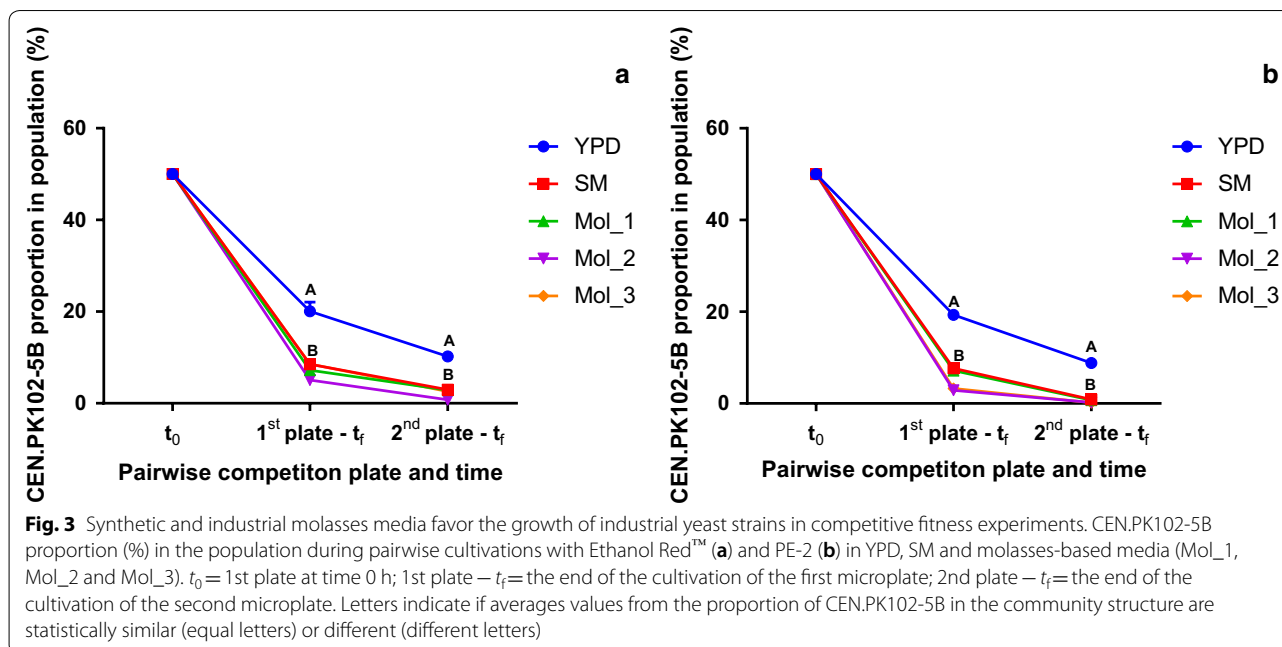 CEN.PK102-5B proportion in population (%)
a
60
40
20
0
A
A
B
B
YPD
SM
Mol_1
Mol_2
Mol_3
t0
1st plate - tf
2nd plate - tf
Pairwise competiton plate and time
CEN.PK102-5B proportion in population (%)
b
60
40
20
0
A
A
B
B
YPD
SM
Mol_1
Mol_2
Mol_3
t0
1st plate - tf
2nd plate - tf
Pairwise competiton plate and time
Fig. 3 Synthetic and industrial molasses media favor the growth of industrial yeast strains in competitive fitness experiments. CEN.PK102-5B
proportion (%) in the population during pairwise cultivations with Ethanol Red™ (a) and PE-2 (b) in YPD, SM and molasses-based media (Mol_1,
Mol_2 and Mol_3). t0 = 1st plate at time 0 h; 1st plate − tf = the end of the cultivation of the first microplate; 2nd plate − tf = the end of the
cultivation of the second microplate. Letters indicate if averages values from the proportion of CEN.PK102-5B in the community structure are
statistically similar (equal letters) or different (different letters)